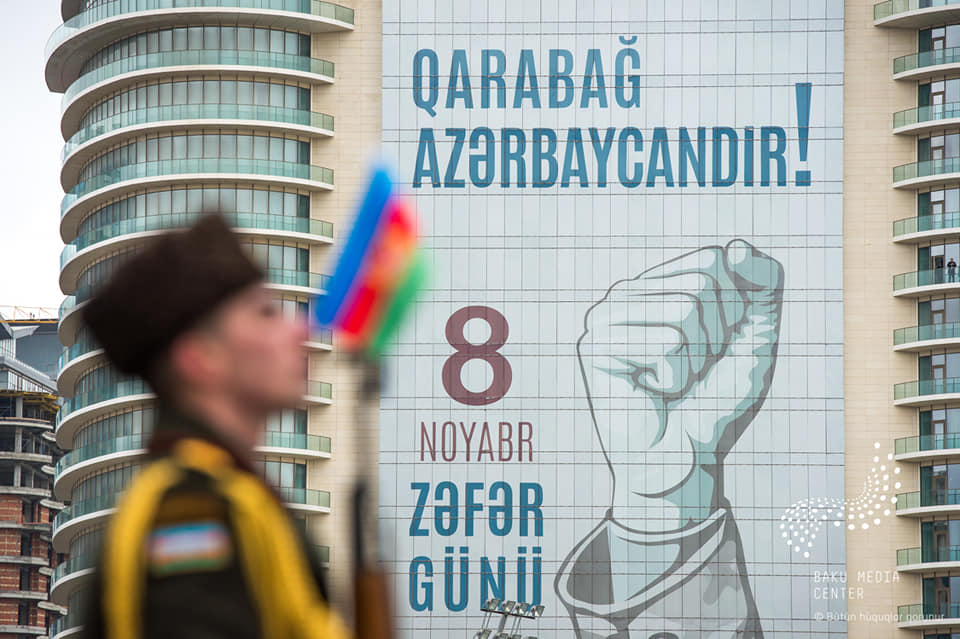 QARABAĞ
AZƏRBAYCANDIR!
8
NOYABR
ZƏFƏR
GÜNÜ
BAKU MEDIA
CENTER
© Bütün hüquqlar qorunur